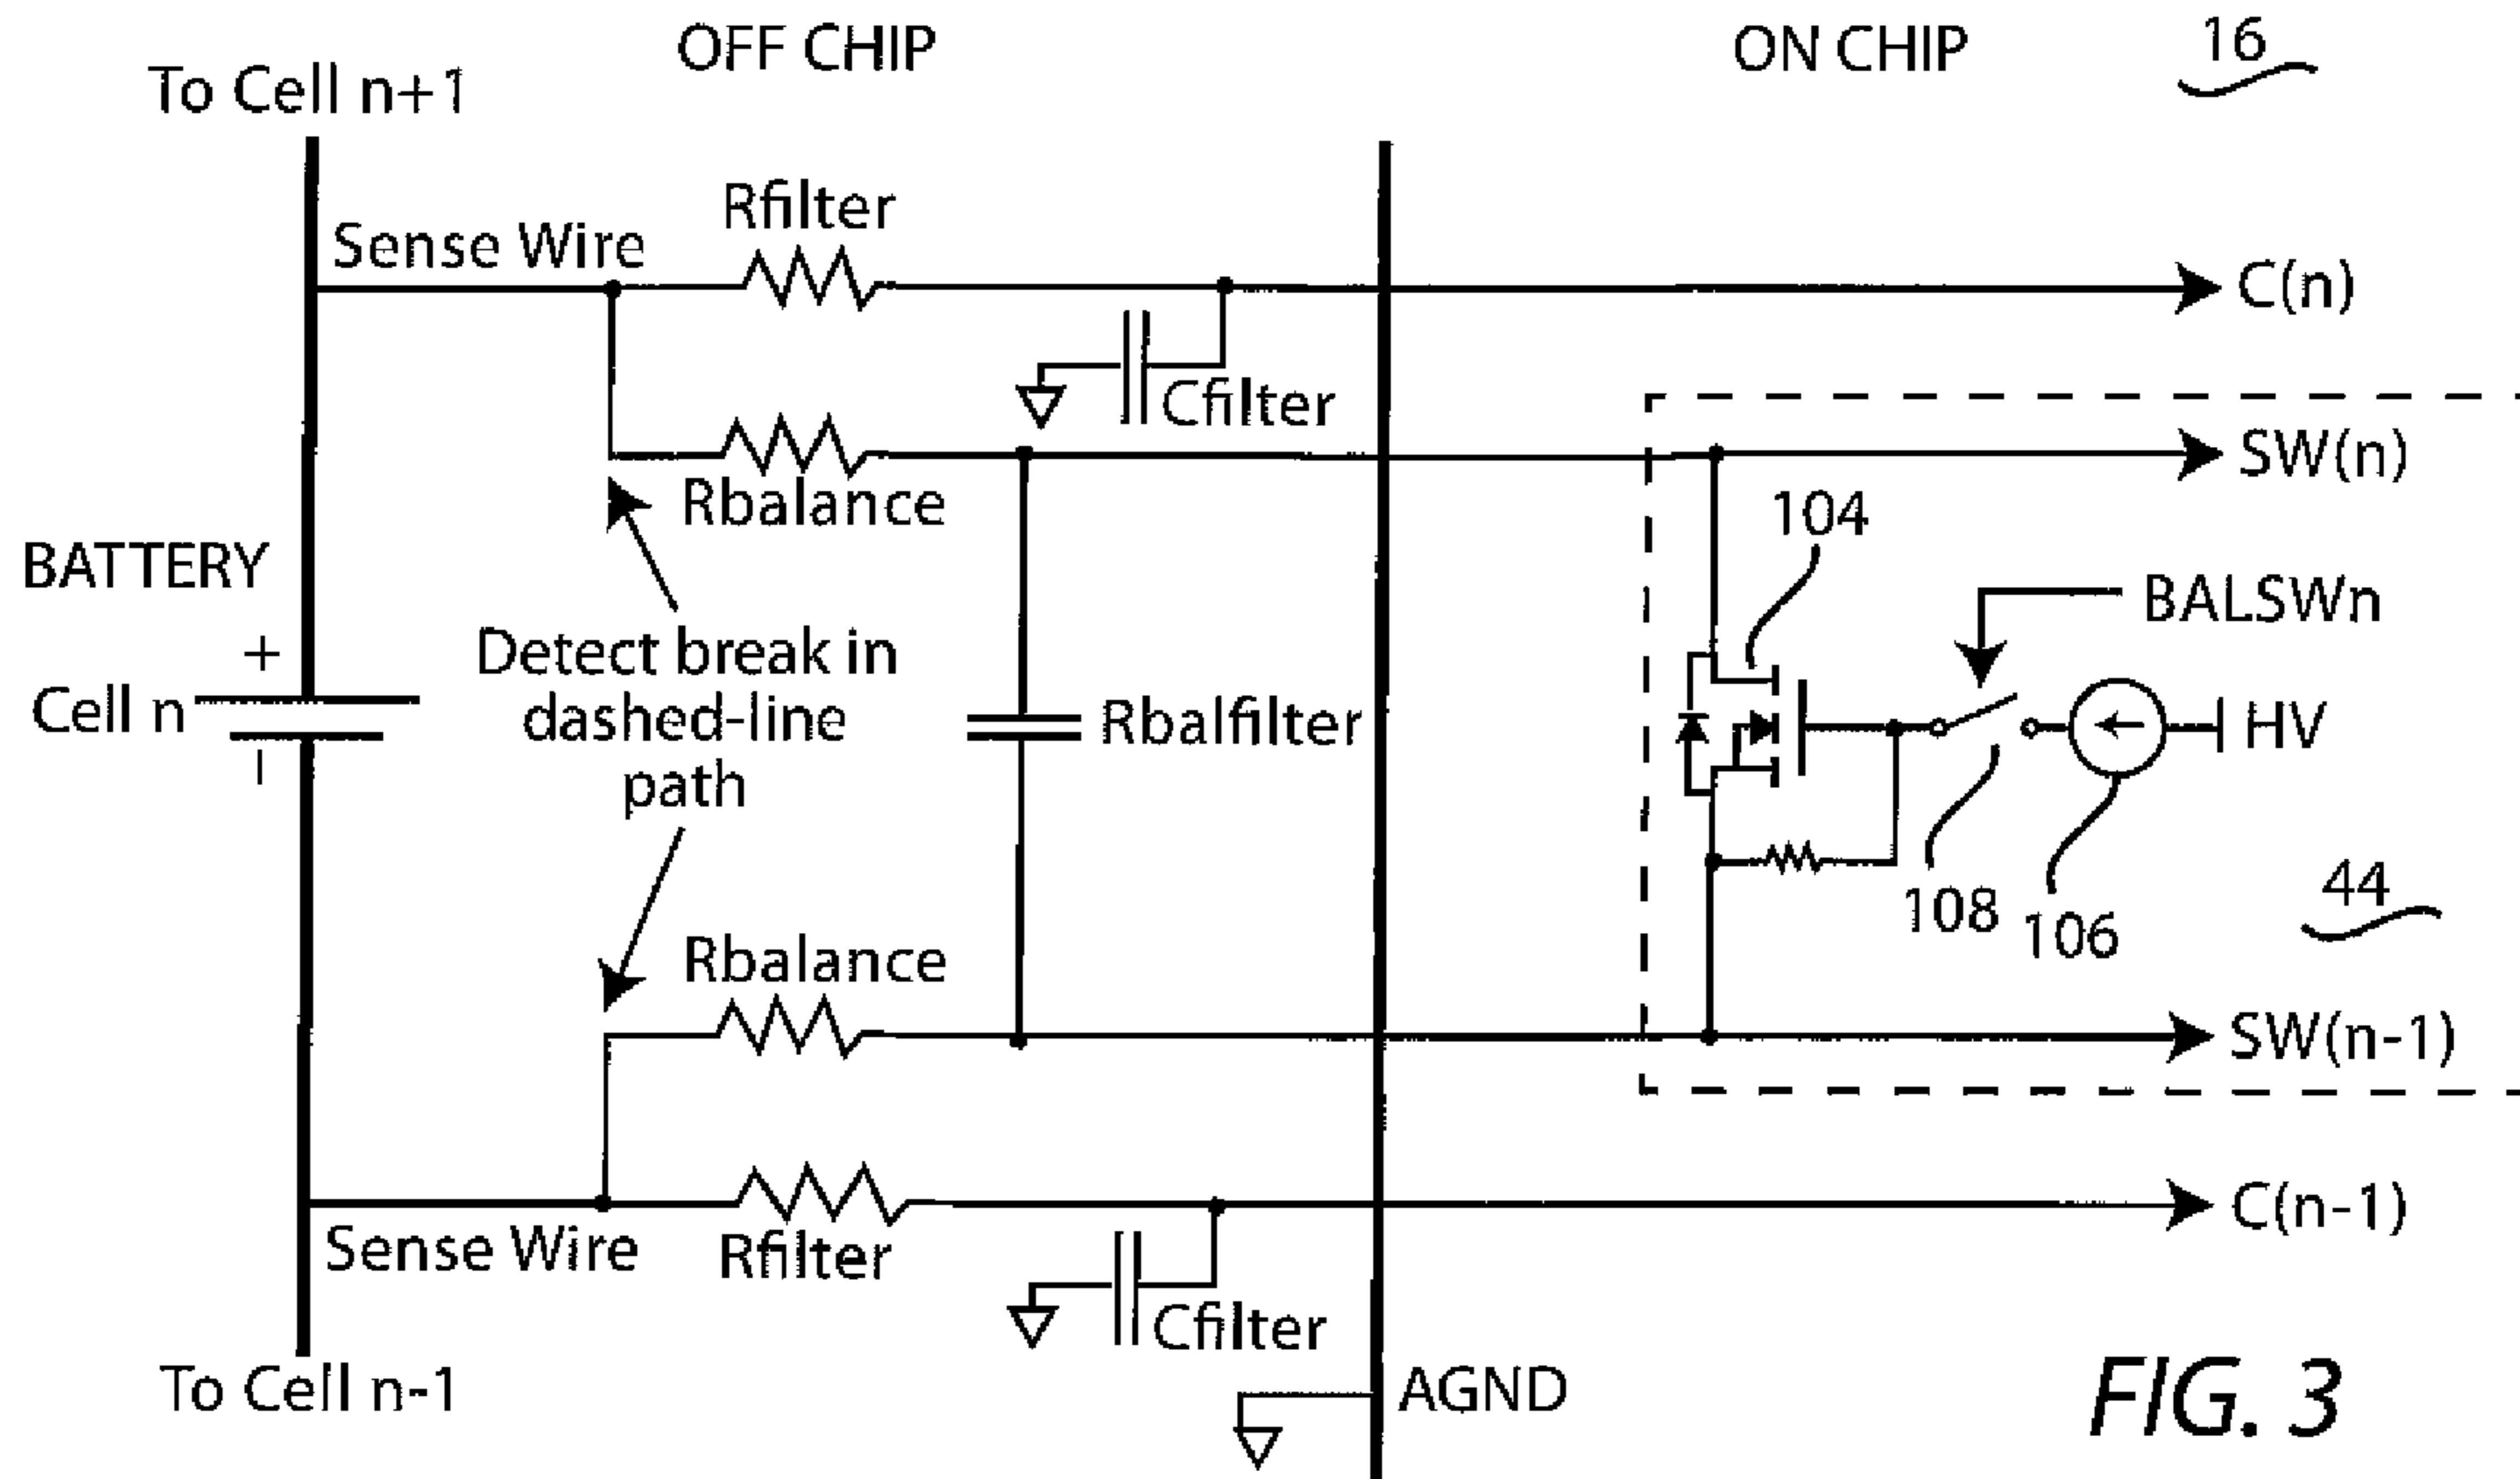 OFF CHIP
ON CHIP
16
To Cell n+1
Rfilter
Sense Wire
C(n)
Cfilter
SW(n)
Rbalance
104
BATTERY
BALSWn
+
Detect break in
dashed-line
path
Cell n
Rbalfilter
HV
–
44
108
106
Rbalance
SW(n-1)
C(n-1)
Sense Wire
Rfilter
Cfilter
To Cell n-1
AGND
FIG. 3